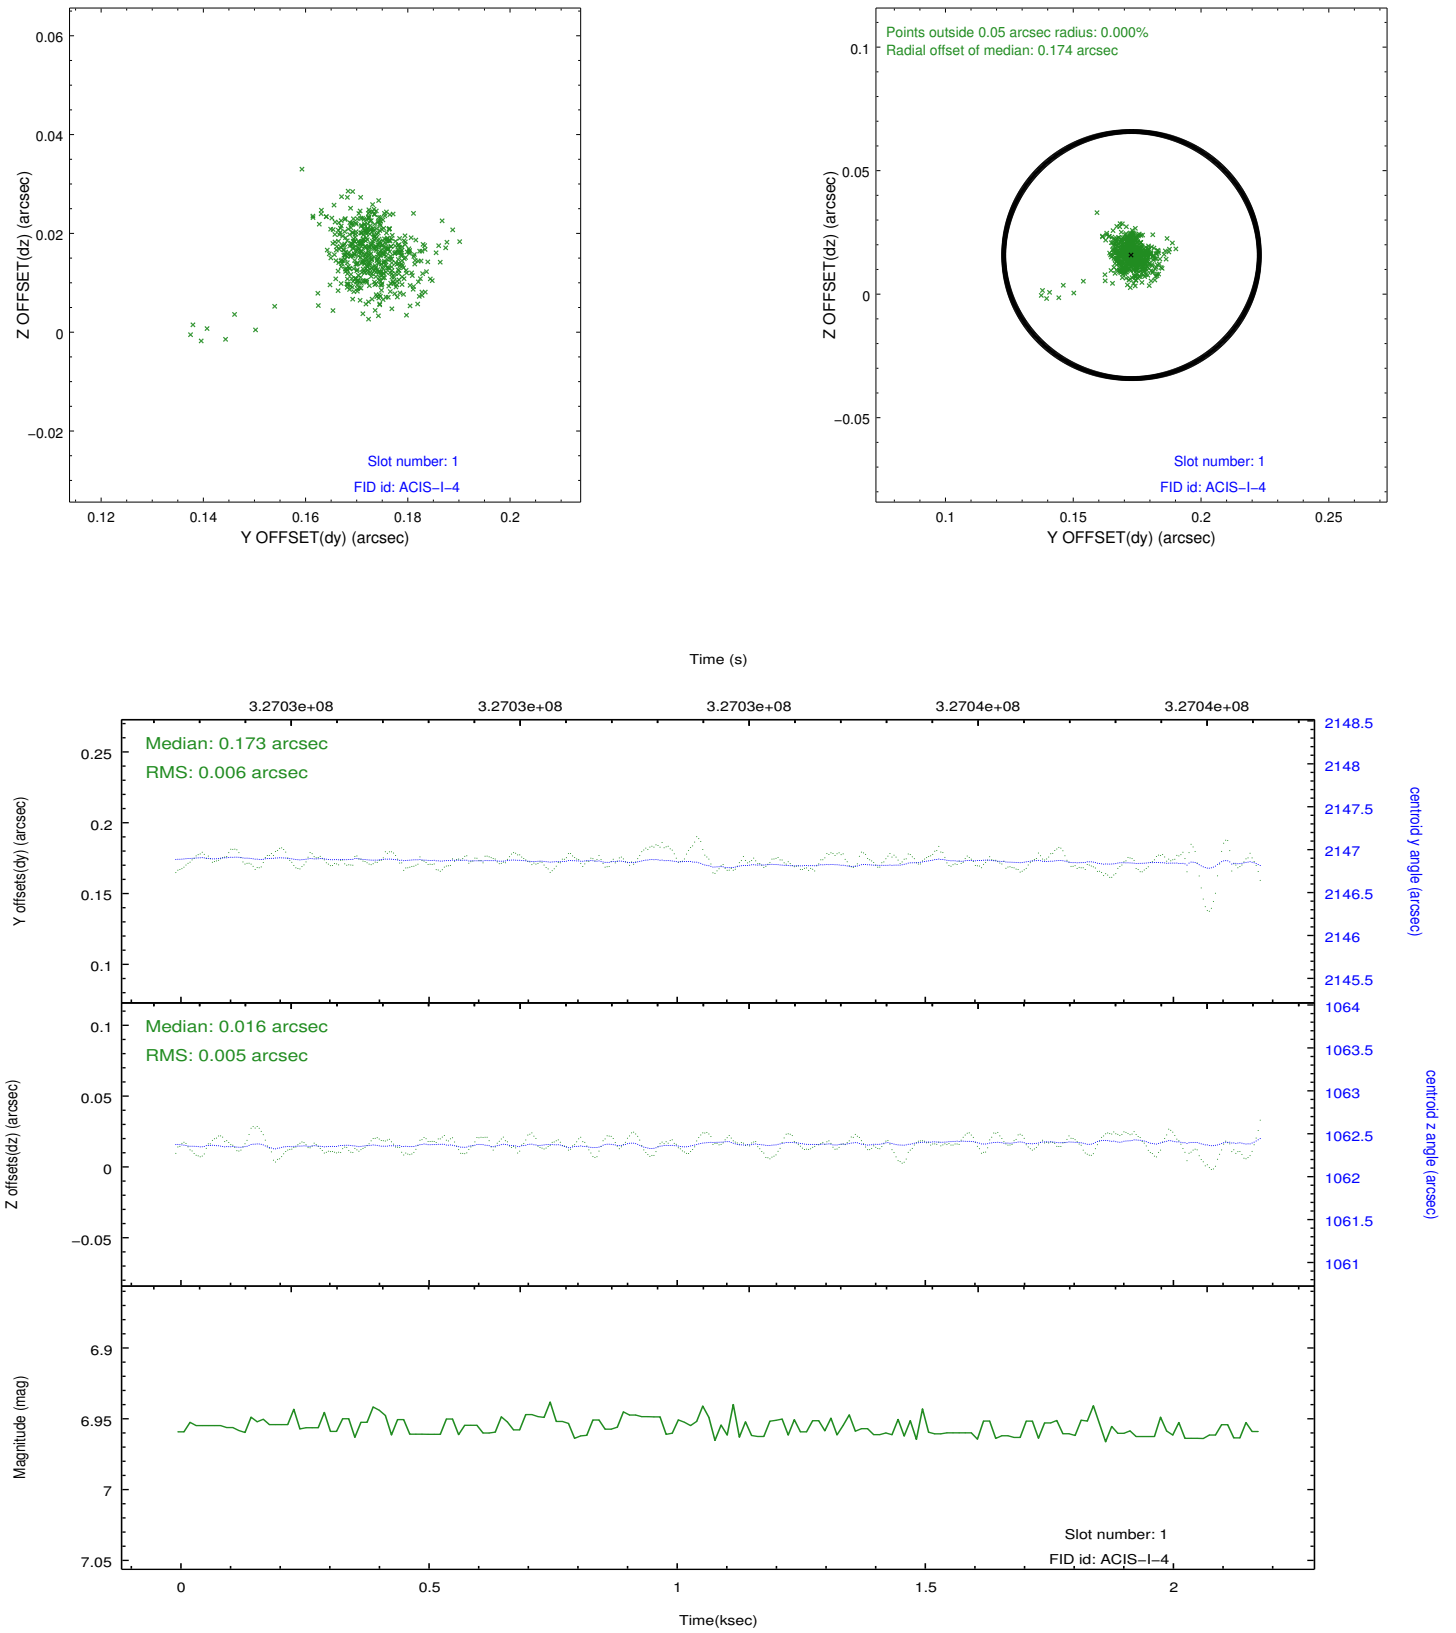 0.06
0.04
0.02
0
−0.02
Z OFFSET(dz) (arcsec)
Slot number: 1
FID id: ACIS−I−4
0.12 0.14 0.16 0.18 0.2
Y OFFSET(dy) (arcsec)
Points outside 0.05 arcsec radius: 0.000%
Radial offset of median: 0.174 arcsec
0.1
0.05
0
−0.05
Z OFFSET(dz) (arcsec)
Slot number: 1
FID id: ACIS−I−4
0.1 0.15 0.2 0.25
Y OFFSET(dy) (arcsec)
Time (s)
3.2703e+08 3.2703e+08 3.2703e+08 3.2704e+08 3.2704e+08
Median: 0.173 arcsec
RMS: 0.006 arcsec
0.25
0.2
0.15
0.1
Y offsets(dy) (arcsec)
2148.5
2148
2147.5
2147
2146.5
2146
2145.5
centroid y angle (arcsec)
Median: 0.016 arcsec
RMS: 0.005 arcsec
0.1
0.05
0
−0.05
Z offsets(dz) (arcsec)
1064
1063.5
1063
1062.5
1062
1061.5
1061
centroid z angle (arcsec)
6.9
6.95
7
7.05
Magnitude (mag)
Slot number: 1
FID id: ACIS−I−4
0 0.5 1 1.5 2
Time(ksec)